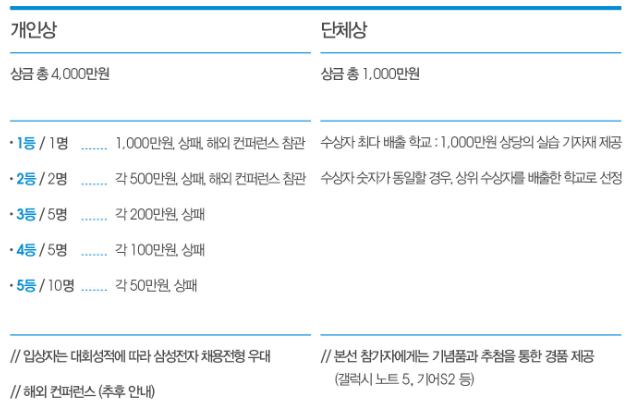 개인상
상금 총 4,000만원
· 1등 / 1명 ....... 1,000만원, 상패, 해외 컨퍼런스 참관
· 2등 / 2명 ....... 각 500만원, 상패, 해외 컨퍼런스 참관
· 3등 / 5명 ....... 각 200만원, 상패
· 4등 / 5명 ....... 각 100만원, 상패
· 5등 / 10명 ....... 각 50만원, 상패
// 입상자는 대회성적에 따라 삼성전자 채용전형 우대
// 해외 컨퍼런스 (추후 안내)
단체상
상금 총 1,000만원
수상자 최다 배출 학교 : 1,000만원 상당의 실습 기자재 제공
수상자 숫자가 동일할 경우, 상위 수상자를 배출한 학교로 선정
// 본선 참가자에게는 기념품과 추첨을 통한 경품 제공
(갤럭시 노트 5, 기어S2 등)